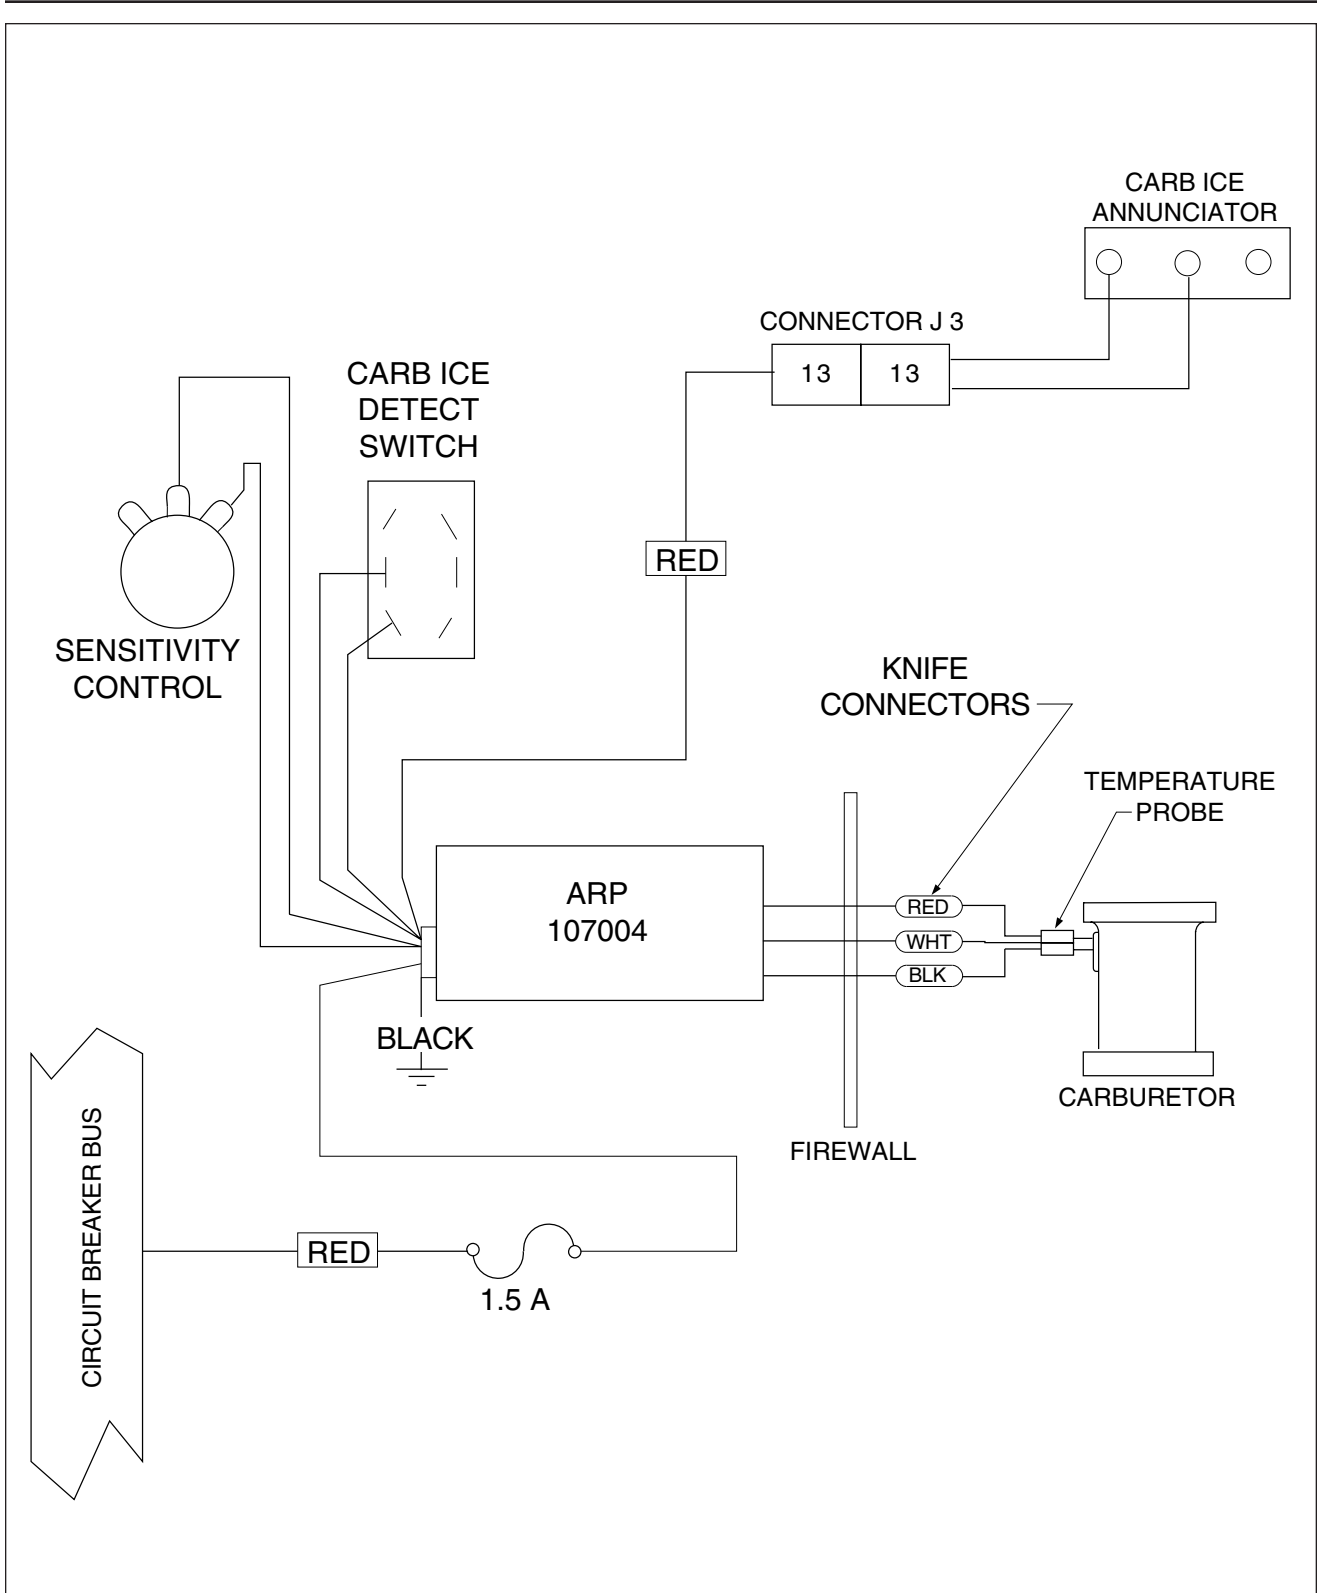 CARB ICE
ANNUNCIATOR
CONNECTOR J 3
13 13
CARB ICE
DETECT
SWITCH
RED
SENSITIVITY
CONTROL
KNIFE
CONNECTORS
TEMPERATURE
PROBE
ARP
107004
RED
WHT
BLK
BLACK
CARBURETOR
FIREWALL
CIRCUIT BREAKER BUS
RED
1.5 A